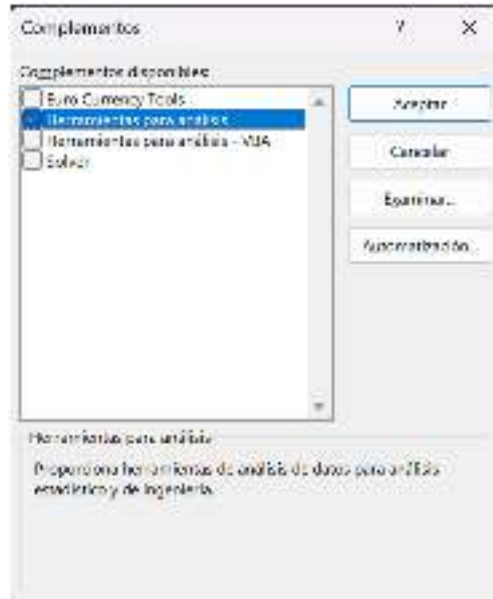 Complementos ? ×
Complementos disponibles:
Euro Currency Tools
Herramientas para análisis
Herramientas para análisis - VBA
Solver
Aceptar
Cancelar
Examinar...
Automatización...
Herramientas para análisis
Proporciona herramientas de análisis de datos para análisis
estadístico y de ingeniería.